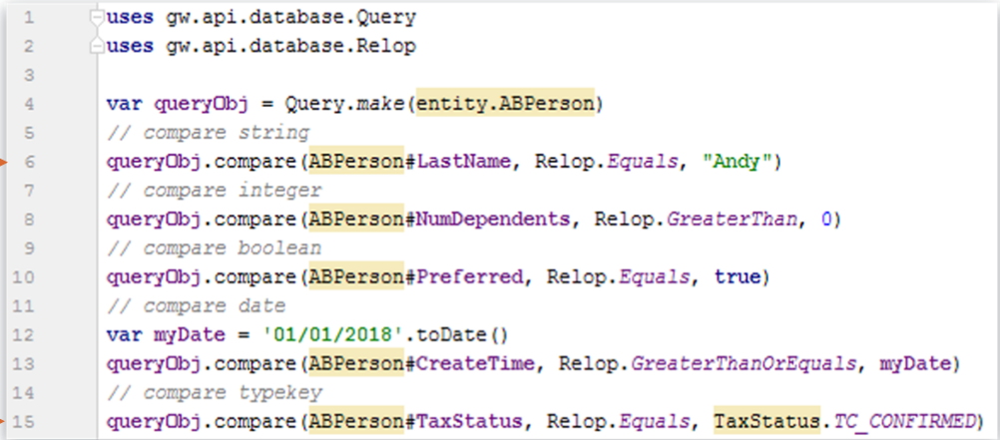 1 uses gw.api.database.Query
2 uses gw.api.database.Relop
3
4 var queryObj = Query.make(entity.ABPerson)
5 // compare string
6 queryObj.compare(ABPerson#LastName, Relop.Equals, "Andy")
7 // compare integer
8 queryObj.compare(ABPerson#NumDependents, Relop.GreaterThan, 0)
9 // compare boolean
10 queryObj.compare(ABPerson#Preferred, Relop.Equals, true)
11 // compare date
12 var myDate = '01/01/2018'.toDate()
13 queryObj.compare(ABPerson#CreateTime, Relop.GreaterThanOrEquals, myDate)
14 // compare typekey
15 queryObj.compare(ABPerson#TaxStatus, Relop.Equals, TaxStatus.TC_CONFIRMED)